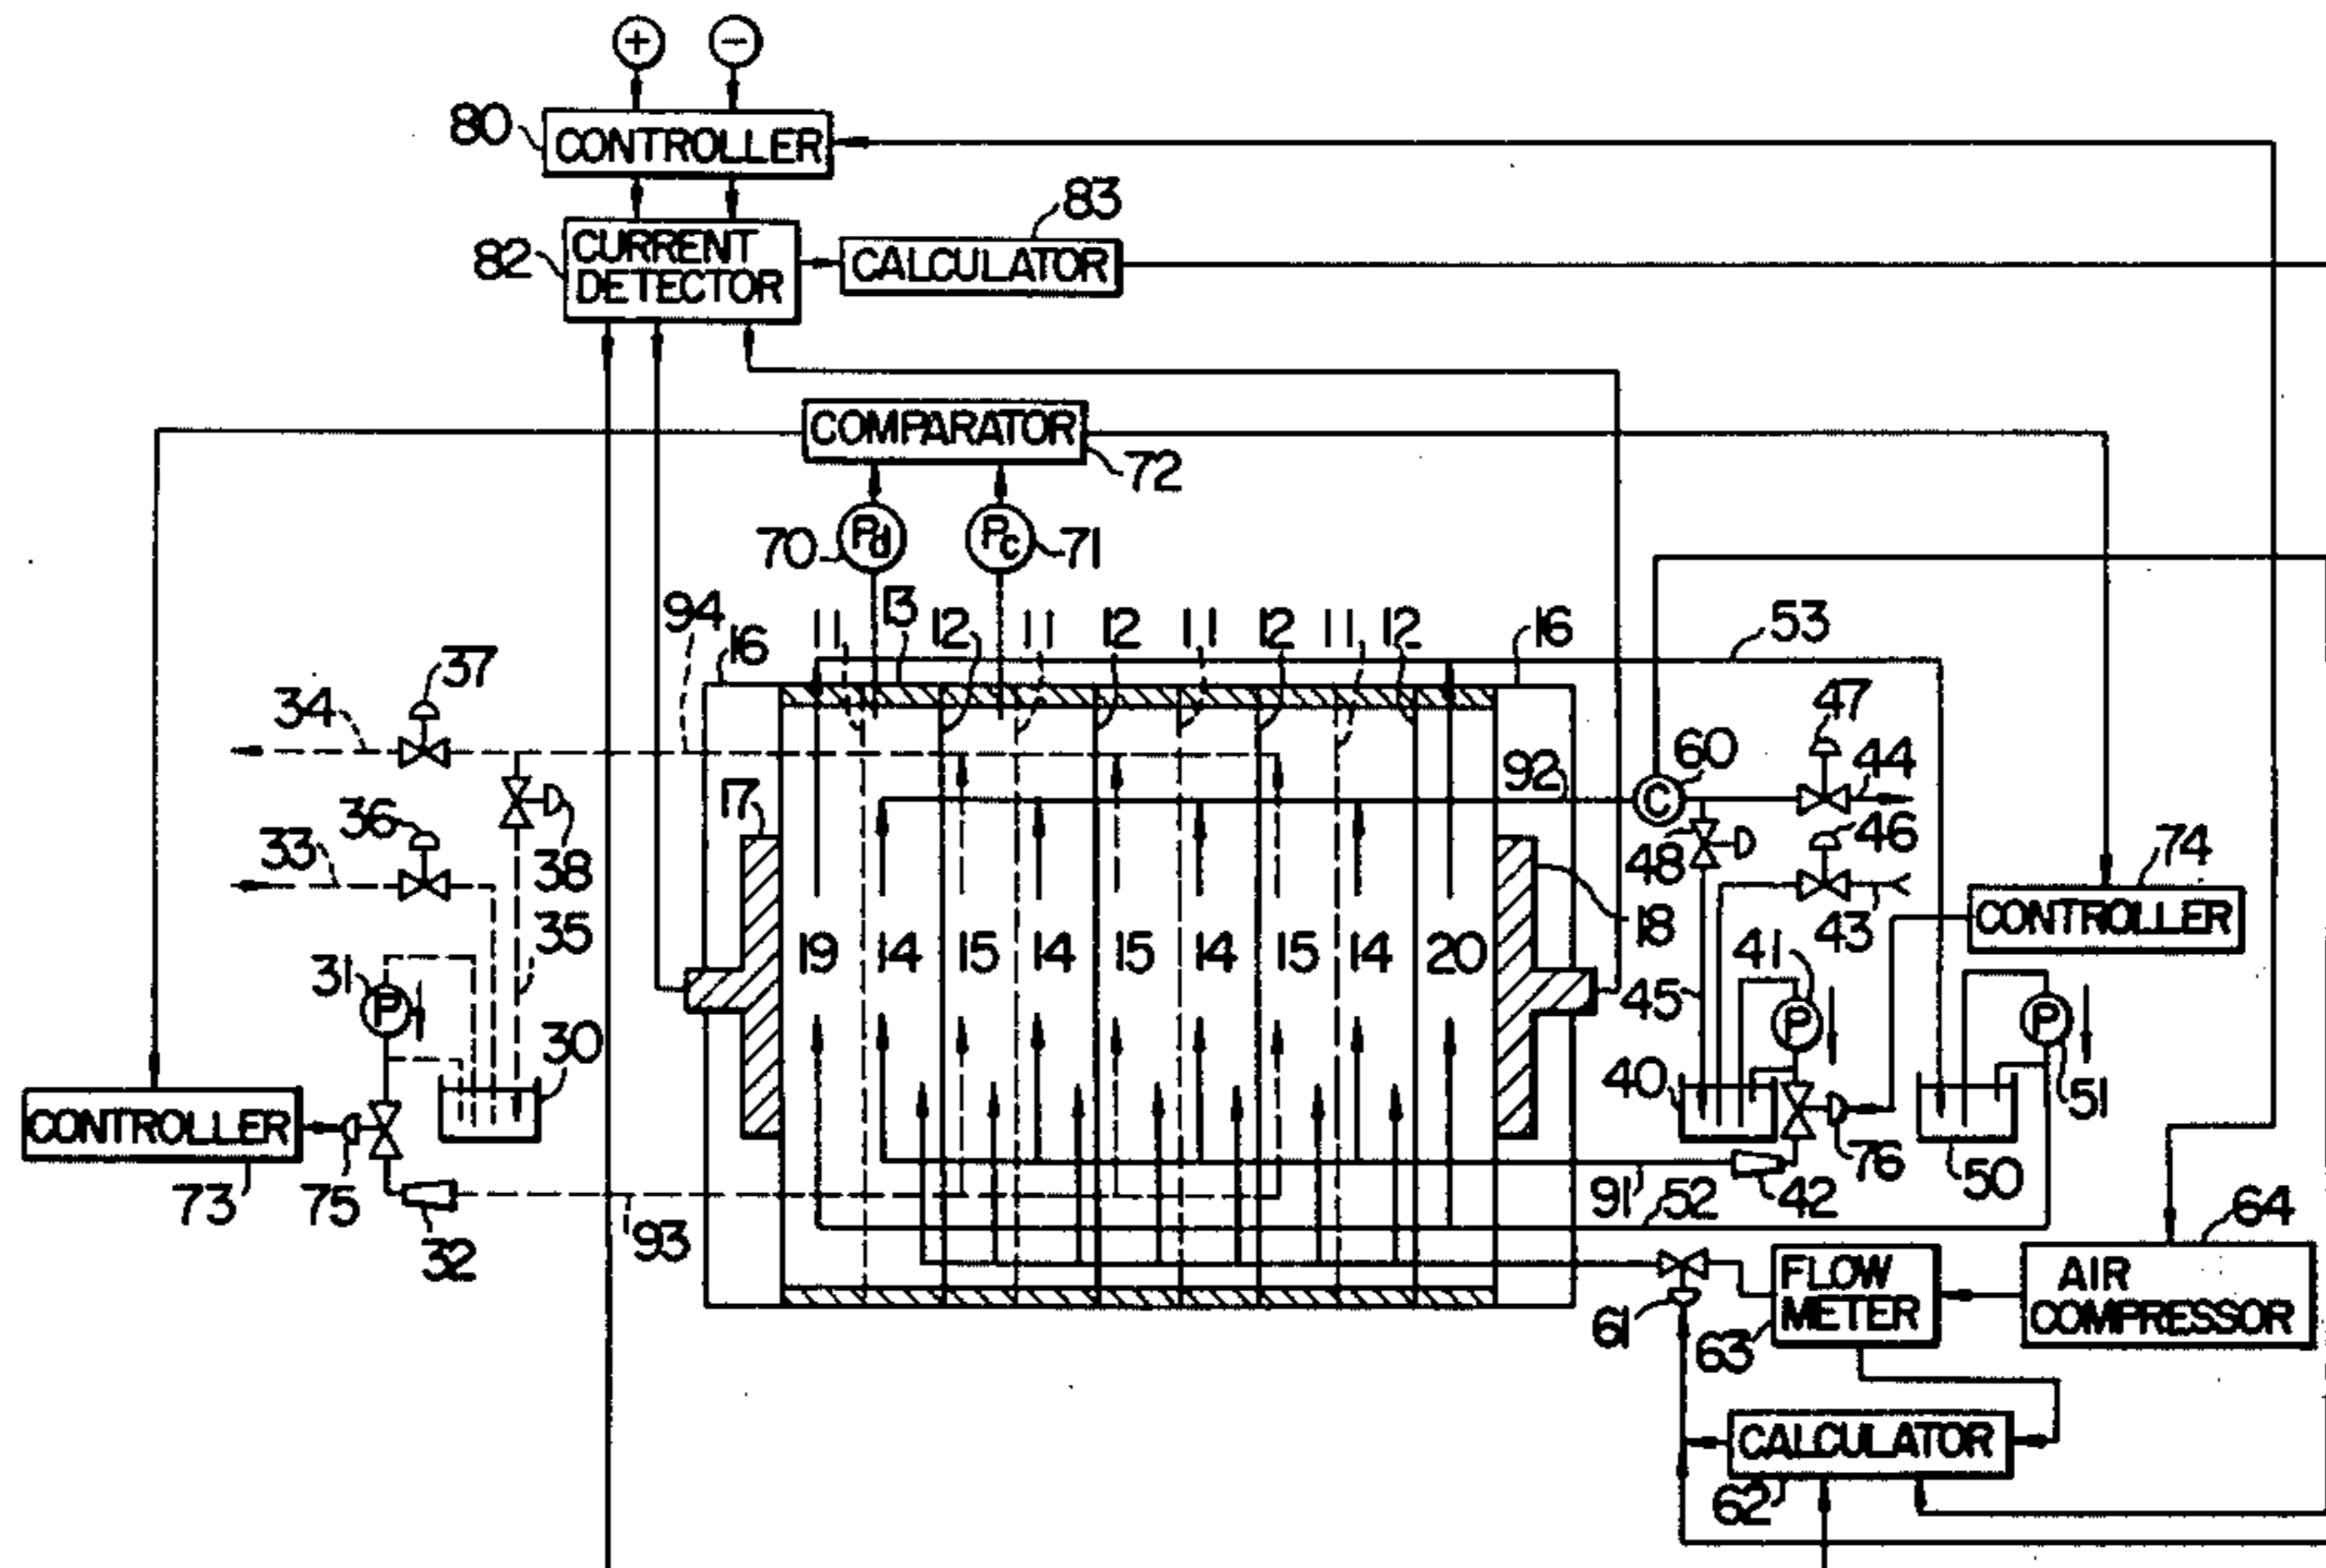 + −
80 CONTROLLER
83
82 CURRENT
DETECTOR
CALCULATOR
COMPARATOR
72
70 Pd Pc 71
94 16 11 13 12 11 12 11 12 11 12 16 53
37
34
47
60
C
92
44
17
36
38
48
46
74
33
CONTROLLER
18
43
35
19 14 15 14 15 14 15 14 20
41
31
P
45
P
P
30
40
51
CONTROLLER
76
50
73 75
32
93
91 52 42
64
FLOW
METER
AIR
COMPRESSOR
61 63
CALCULATOR
62